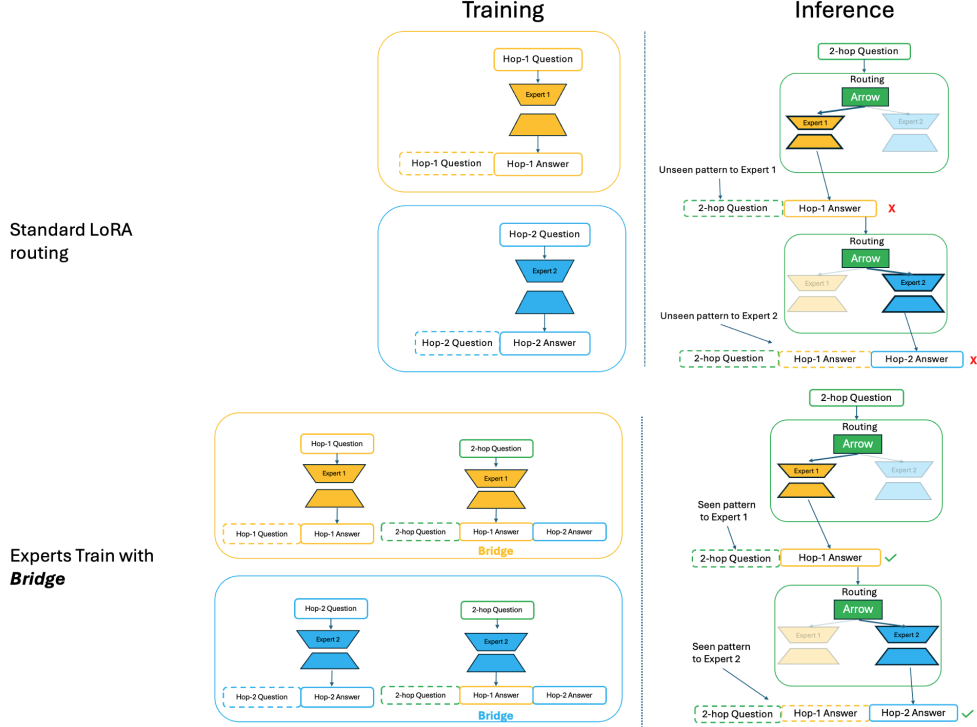 Training
Inference
Standard LoRA
routing
Hop-1 Question
Expert 1
Hop-1 Question
Hop-1 Answer
Hop-2 Question
Expert 2
Hop-2 Question
Hop-2 Answer
2-hop Question
Routing
Arrow
Expert 1
Expert 2
Unseen pattern to Expert 1
2-hop Question
Hop-1 Answer
X
Routing
Arrow
Expert 1
Expert 2
Unseen pattern to Expert 2
2-hop Question
Hop-1 Answer
Hop-2 Answer
X
Experts Train with
Bridge
Hop-1 Question
Expert 1
Hop-1 Question
Hop-1 Answer
2-hop Question
Expert 1
2-hop Question
Hop-1 Answer
Hop-2 Answer
Bridge
Hop-2 Question
Expert 2
Hop-2 Question
Hop-2 Answer
2-hop Question
Expert 2
2-hop Question
Hop-1 Answer
Hop-2 Answer
Bridge
2-hop Question
Routing
Arrow
Expert 1
Expert 2
Seen pattern
to Expert 1
2-hop Question
Hop-1 Answer
Routing
Arrow
Expert 1
Expert 2
Seen pattern
to Expert 2
2-hop Question
Hop-1 Answer
Hop-2 Answer